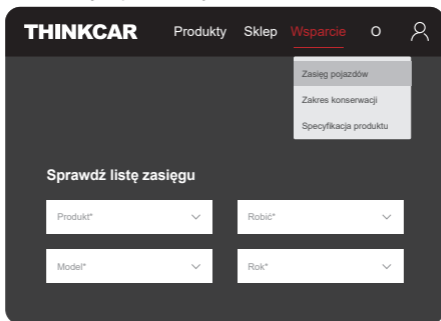 THINKCAR Produkty Sklep Wsparcie O
Zasięg pojazdów
Zakres konserwacji
Specyfikacja produktu
Sprawdź listę zasięgu
Produkt* Robić*
Model* Rok*